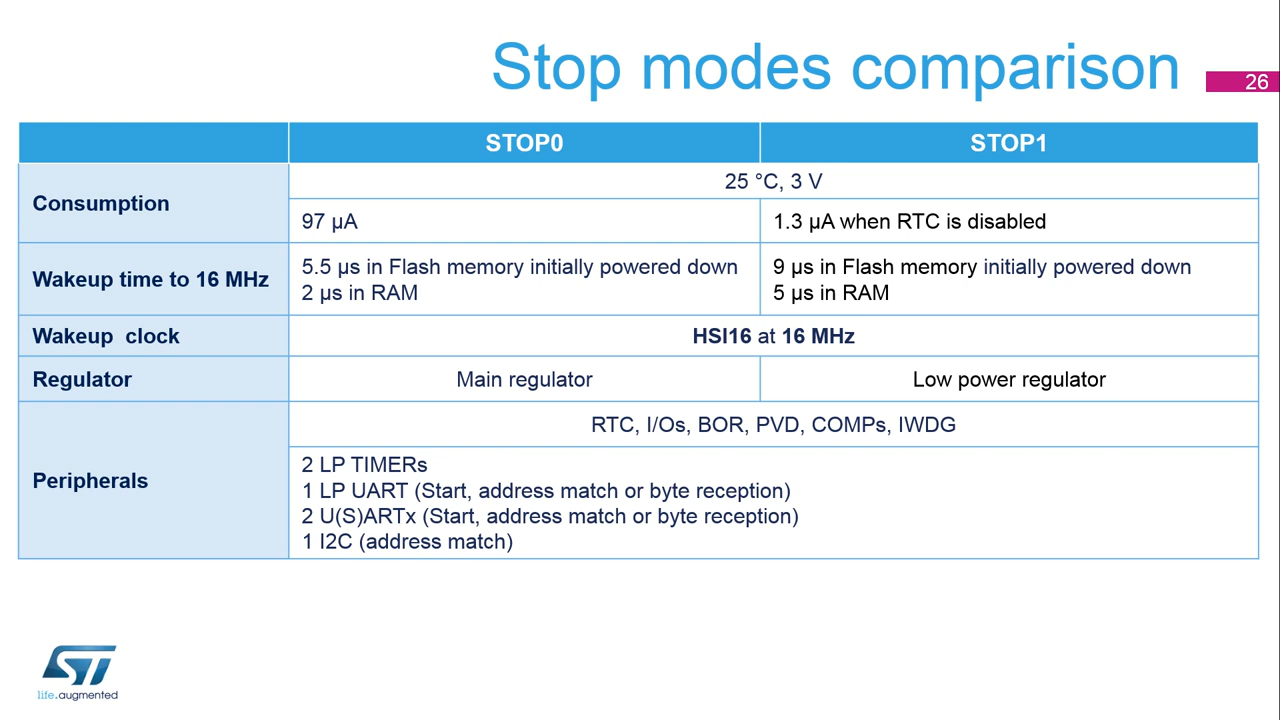 Stop modes comparison
26
STOP0
STOP1
Consumption
25 °C, 3 V
97 µA
1.3 µA when RTC is disabled
Wakeup time to 16 MHz
5.5 µs in Flash memory initially powered down
2 µs in RAM
9 µs in Flash memory initially powered down
5 µs in RAM
Wakeup clock
HSI16 at 16 MHz
Regulator
Main regulator
Low power regulator
Peripherals
RTC, I/Os, BOR, PVD, COMPs, IWDG
2 LP TIMERs
1 LP UART (Start, address match or byte reception)
2 U(S)ARTx (Start, address match or byte reception)
1 I2C (address match)
ST
life.augmented